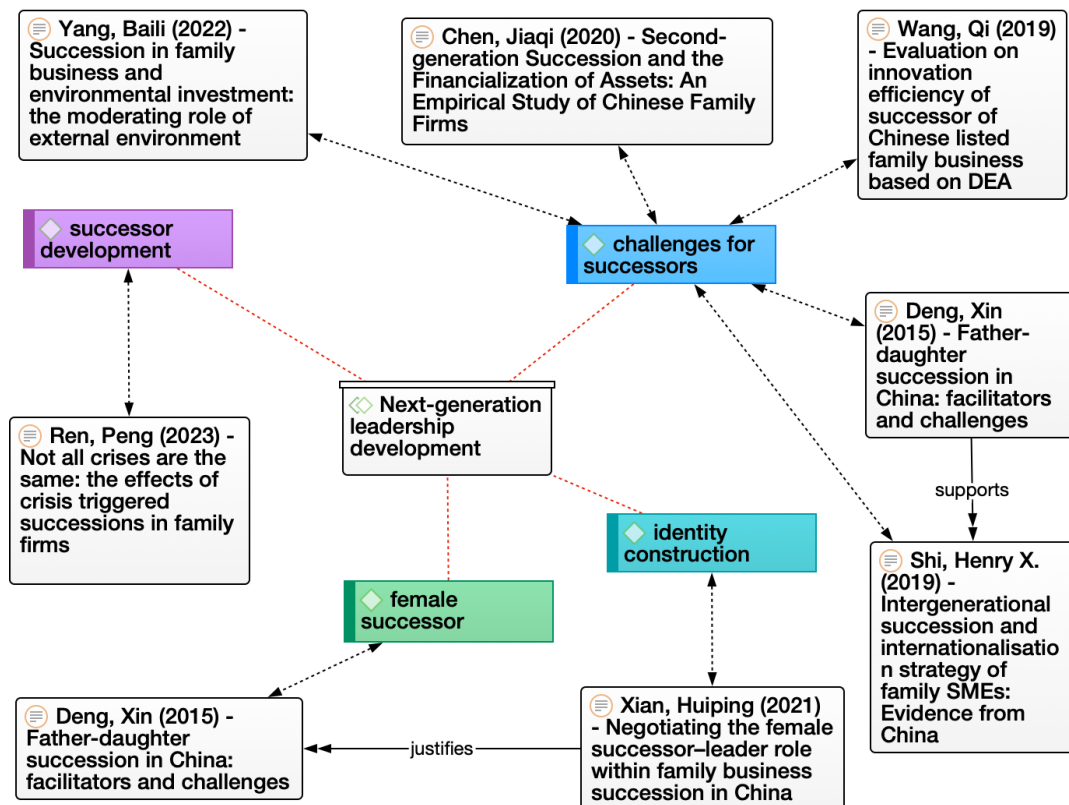 Yang, Baili (2022) -
Succession in family
business and
environmental investment:
the moderating role of
external environment
Chen, Jiaqi (2020) - Second-
generation Succession and the
Financialization of Assets: An
Empirical Study of Chinese Family
Firms
Wang, Qi (2019)
- Evaluation on
innovation
efficiency of
successor of
Chinese listed
family business
based on DEA
successor
development
challenges for
successors
Deng, Xin
(2015) - Father-
daughter
succession in
China: facilitators
and challenges
Next-generation
leadership
development
Ren, Peng (2023) -
Not all crises are the
same: the effects of
crisis triggered
successions in family
firms
supports
identity
construction
Shi, Henry X.
(2019) -
Intergenerational
succession and
internationalisatio
n strategy of
family SMEs:
Evidence from
China
female
successor
Deng, Xin (2015) -
Father-daughter
succession in China:
facilitators and challenges
justifies
Xian, Huiping (2021)
- Negotiating the female
successor–leader role
within family business
succession in China